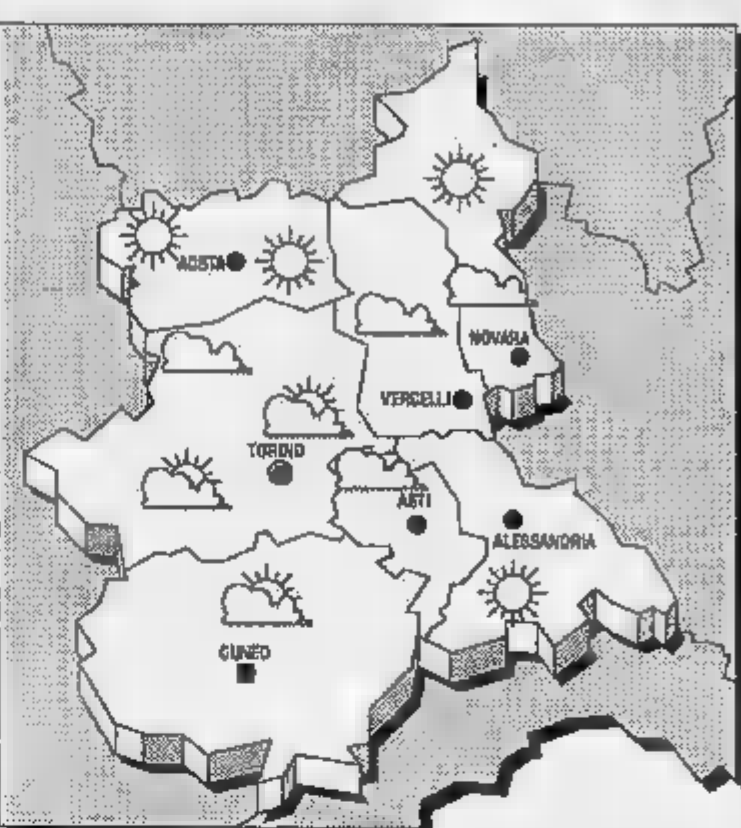 AOSTA
NOVARA
VERCELLI
TORINO
ASTI
ALESSANDRIA
CUNEO